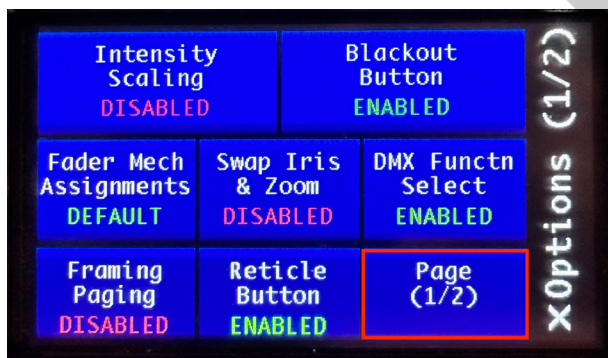 Intensity
Scaling
DISABLED
Blackout
Button
ENABLED
Fader Mech
Assignments
DEFAULT
Swap Iris
& Zoom
DISABLED
DMX Functn
Select
ENABLED
Framing
Paging
DISABLED
Reticle
Button
ENABLED
Page
(1/2)
XOptions (1/2)